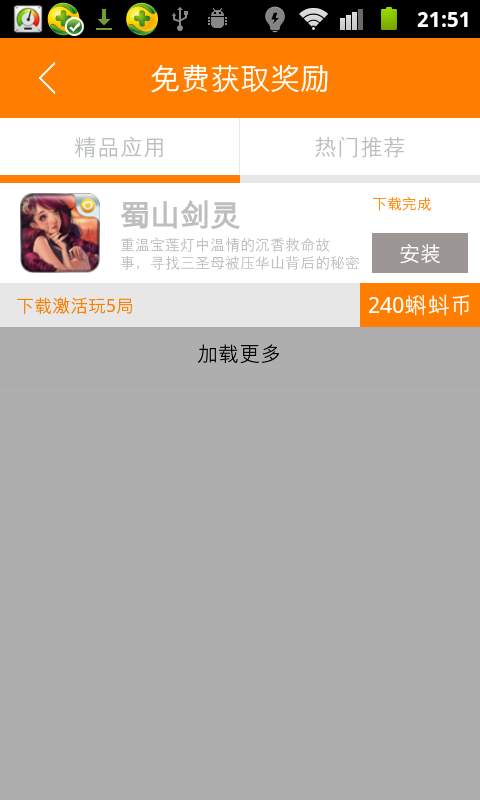 21:51
免费获取奖励
精品应用
热门推荐
蜀山剑灵
下载完成
重温宝莲灯中温情的沉香救命故
事，寻找三圣母被压华山背后的秘密
安装
下载激活玩5局
240蝌蚪币
加载更多